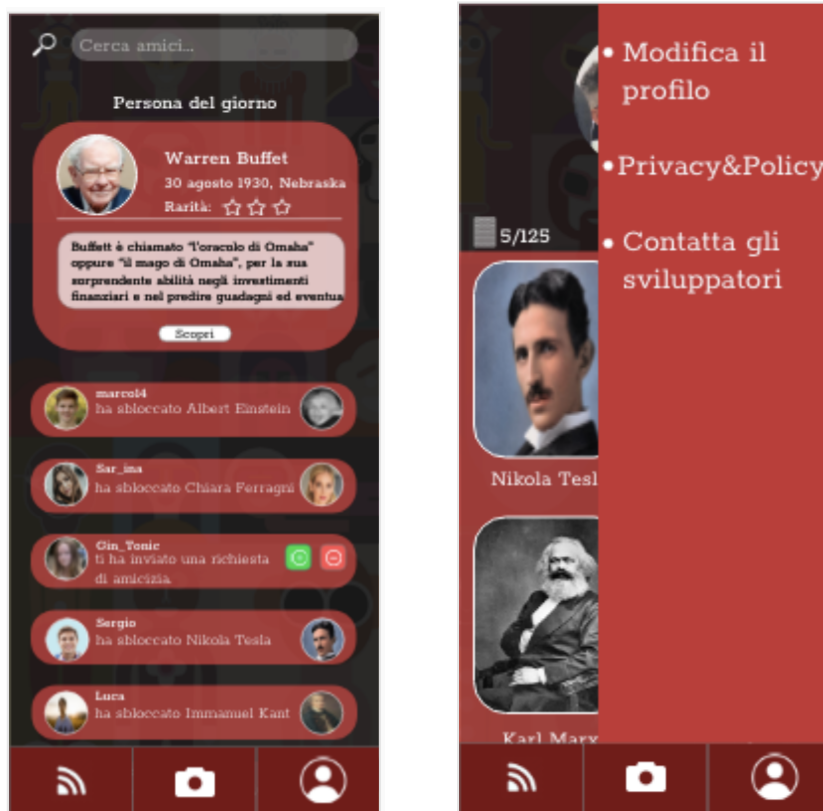 Cerca amici...
Persona del giorno
Warren Buffet
30 agosto 1930, Nebraska
Rarità:
Buffett è chiamato "l'oracolo di Omaha"
oppure "il mago di Omaha", per la sua
sorprendente abilità negli investimenti
finanziari e nel predire guadagni ed eventua
Scopri
marcol4
ha sbloccato Albert Einstein
Sar_ina
ha sbloccato Chiara Ferragni
Gin_Tonic
ti ha inviato una richiesta
di amicizia.
Sergio
ha sbloccato Nikola Tesla
Luca
ha sbloccato Immanuel Kant
• Modifica il
profilo
•Privacy&Policy
• Contatta gli
sviluppatori
5/125
Nikola Tesl
Karl Marx